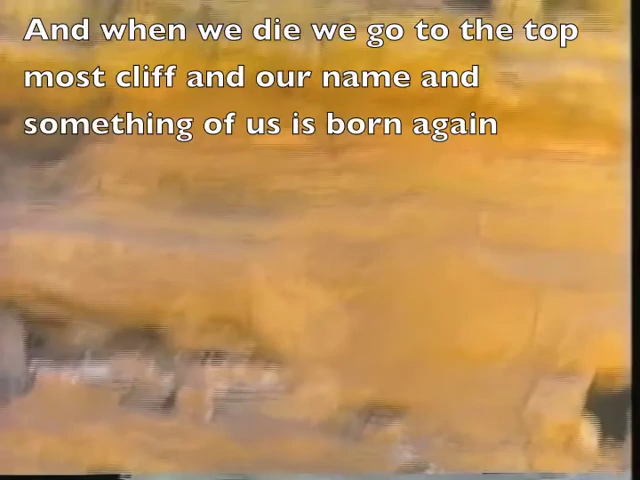 And when we die we go to the top
most cliff and our name and
something of us is born again